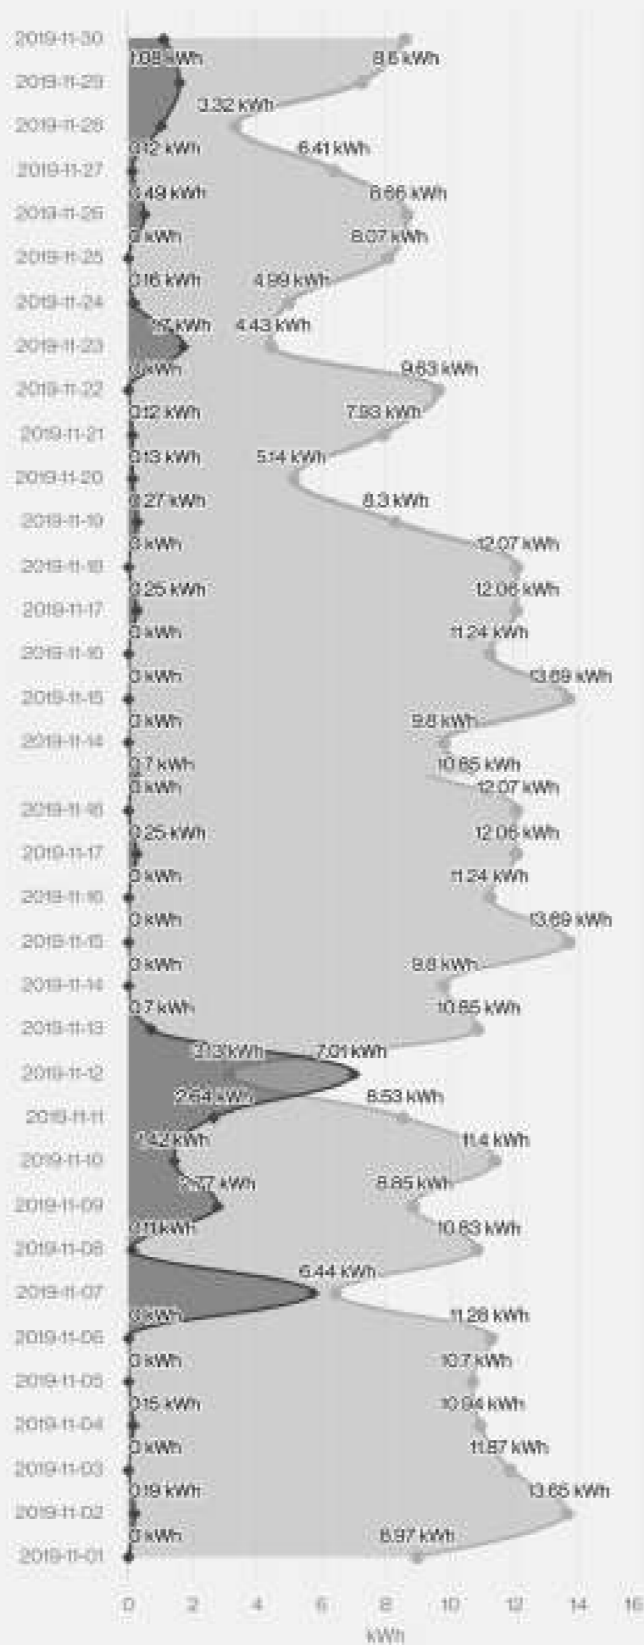 2019-11-30
1.08 kWh 8.6 kWh
2019-11-29
3.32 kWh
2019-11-28
0.12 kWh 6.41 kWh
2019-11-27
0.49 kWh 8.66 kWh
2019-11-26
0 kWh 8.07 kWh
2019-11-25
0.16 kWh 4.99 kWh
2019-11-24
1.7 kWh 4.43 kWh
2019-11-23
0 kWh 9.63 kWh
2019-11-22
0.12 kWh 7.93 kWh
2019-11-21
0.13 kWh 5.14 kWh
2019-11-20
0.27 kWh 8.3 kWh
2019-11-19
0 kWh 12.07 kWh
2019-11-18
0.25 kWh 12.06 kWh
2019-11-17
0 kWh 11.24 kWh
2019-11-16
0 kWh 13.69 kWh
2019-11-15
0 kWh 9.8 kWh
2019-11-14
0.7 kWh 10.85 kWh
0 kWh 12.07 kWh
2019-11-18
0.25 kWh 12.06 kWh
2019-11-17
0 kWh 11.24 kWh
2019-11-16
0 kWh 13.69 kWh
2019-11-15
0 kWh 9.8 kWh
2019-11-14
0.7 kWh 10.85 kWh
2019-11-13
3.13 kWh 7.01 kWh
2019-11-12
2.64 kWh 8.53 kWh
2019-11-11
1.42 kWh 11.4 kWh
2019-11-10
2.77 kWh 8.85 kWh
2019-11-09
0.11 kWh 10.83 kWh
2019-11-08
6.44 kWh
2019-11-07
0 kWh 11.28 kWh
2019-11-06
0 kWh 10.7 kWh
2019-11-05
0.15 kWh 10.94 kWh
2019-11-04
0 kWh 11.87 kWh
2019-11-03
0.19 kWh 13.65 kWh
2019-11-02
0 kWh 8.97 kWh
2019-11-01
0 2 4 6 8 10 12 14 16
kWh